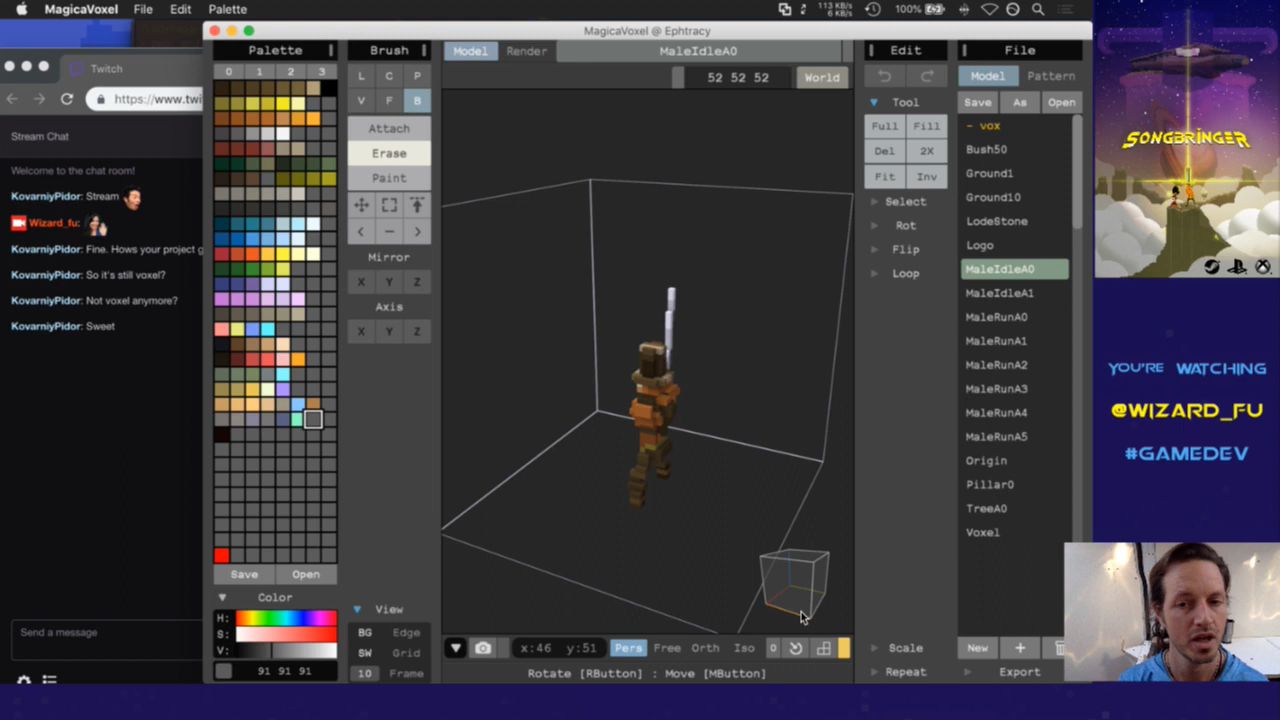 MagicaVoxel File Edit Palette
113 KB/s
6 KB/s
100%
Twitch
https://www.twi
Stream Chat
Welcome to the chat room!
KovarniyPidor: Stream
Wizard_fu:
KovarniyPidor: Fine. Hows your project g
KovarniyPidor: So it's still voxel?
KovarniyPidor: Not voxel anymore?
KovarniyPidor: Sweet
Send a message
MagicaVoxel @ Ephtracy
Palette
0 1 2 3
Save Open
Color
H:
S:
V:
91 91 91
Brush
L C P
V F B
Attach
Erase
Paint
Mirror
X Y Z
Axis
X Y Z
View
BG Edge
SW Grid
10 Frame
Model Render MaleIdleA0
52 52 52 World
x:46 y:51 Pers Free Orth Iso 0
Rotate [RButton] : Move [MButton]
Edit
Tool
Full Fill
Del 2X
Fit Inv
Select
Rot
Flip
Loop
Scale
Repeat
File
Model Pattern
Save As Open
- vox
Bush50
Ground1
Ground10
LodeStone
Logo
MaleIdleA0
MaleIdleA1
MaleRunA0
MaleRunA1
MaleRunA2
MaleRunA3
MaleRunA4
MaleRunA5
Origin
Pillar0
TreeA0
Voxel
New +
Export
SONGBRINGER
YOU'RE WATCHING
@WIZARD_FU
#GAMEDEV